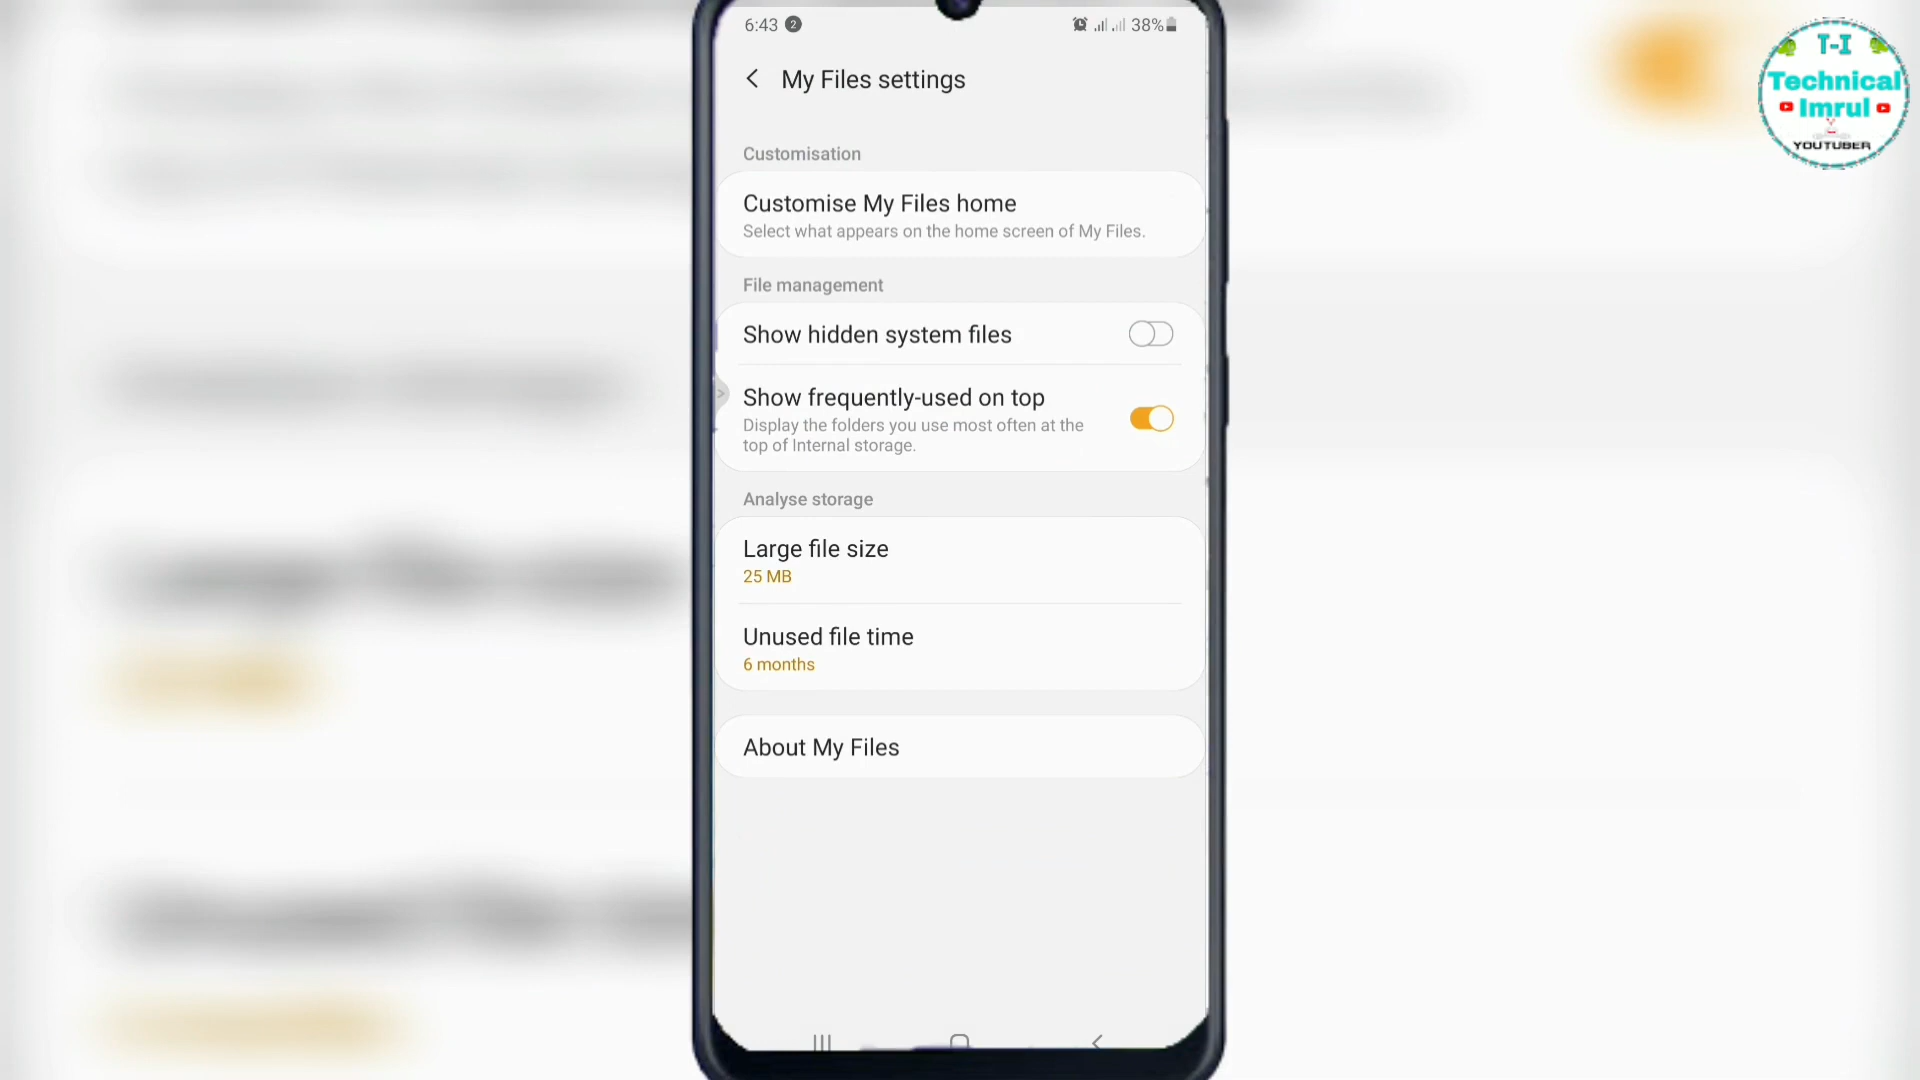 6:43 2 38%
My Files settings
Customisation
Customise My Files home
Select what appears on the home screen of My Files.
File management
Show hidden system files
Show frequently-used on top
Display the folders you use most often at the
top of Internal storage.
Analyse storage
Large file size
25 MB
Unused file time
6 months
About My Files
T-I
Technical
Imrul
YOUTUBER